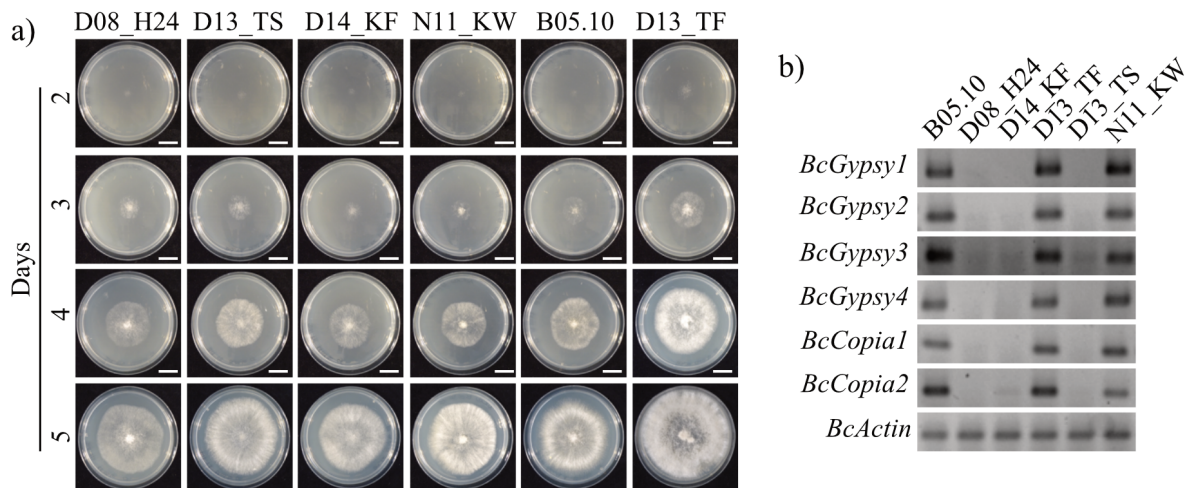 a)
D08_H24 D13_TS D14_KF N11_KW B05.10 D13_TF
Days
2
3
4
5
b)
B05.10
D08_H24
D14_KF
D13_TF
D13_TS
N11_KW
BcGypsy1
BcGypsy2
BcGypsy3
BcGypsy4
BcCopia1
BcCopia2
BcActin